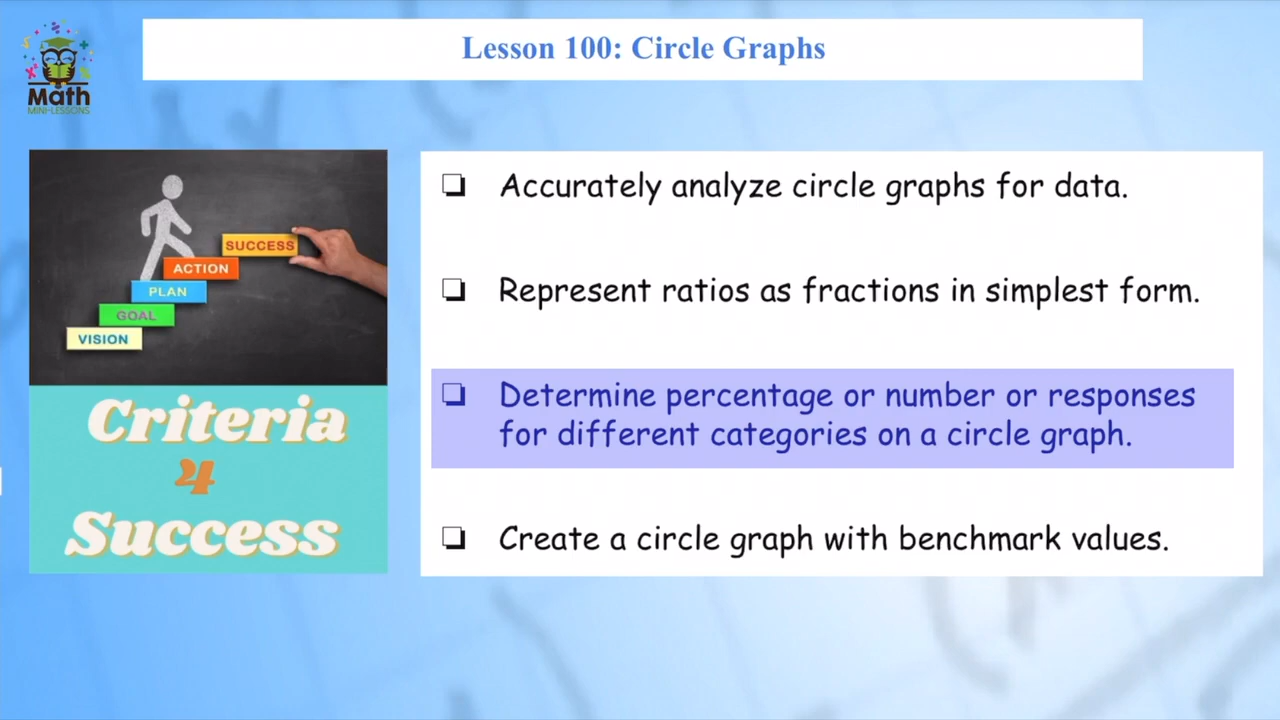 Lesson 100: Circle Graphs
Math
MINI-LESSONS
SUCCESS
ACTION
PLAN
GOAL
VISION
Criteria
4
Success
Accurately analyze circle graphs for data.
Represent ratios as fractions in simplest form.
Determine percentage or number or responses
for different categories on a circle graph.
Create a circle graph with benchmark values.